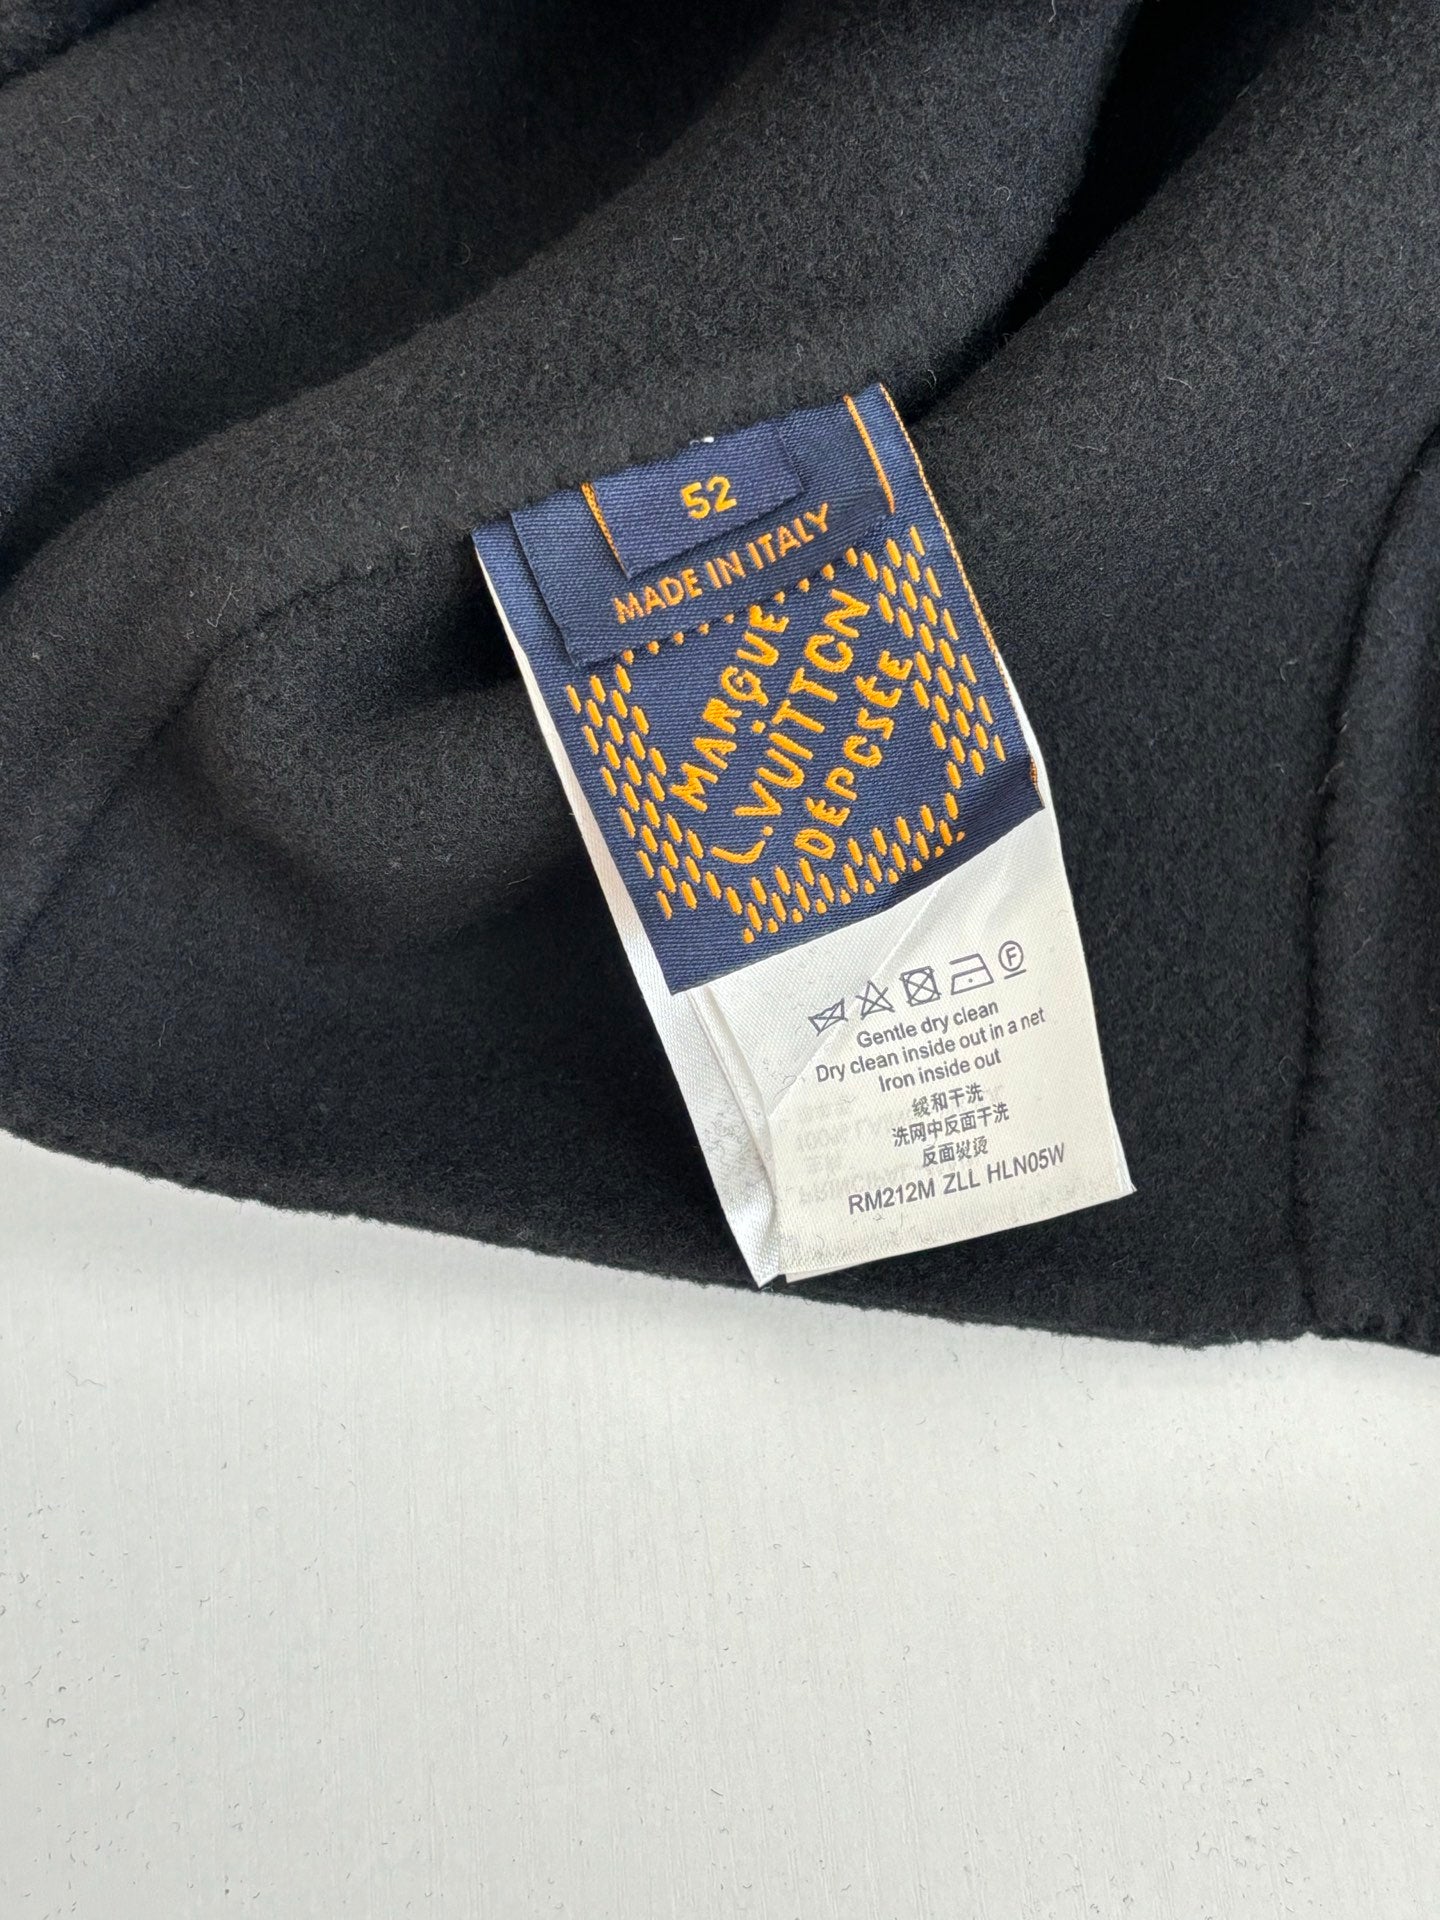 52
MADE IN ITALY
MARQUE
L.VUiTTON
DEPOSéE
F
Gentle dry clean
Dry clean inside out in a net
Iron inside out
缓和干洗
洗网中反面干洗
反面熨烫
RM212M ZLL HLN05W